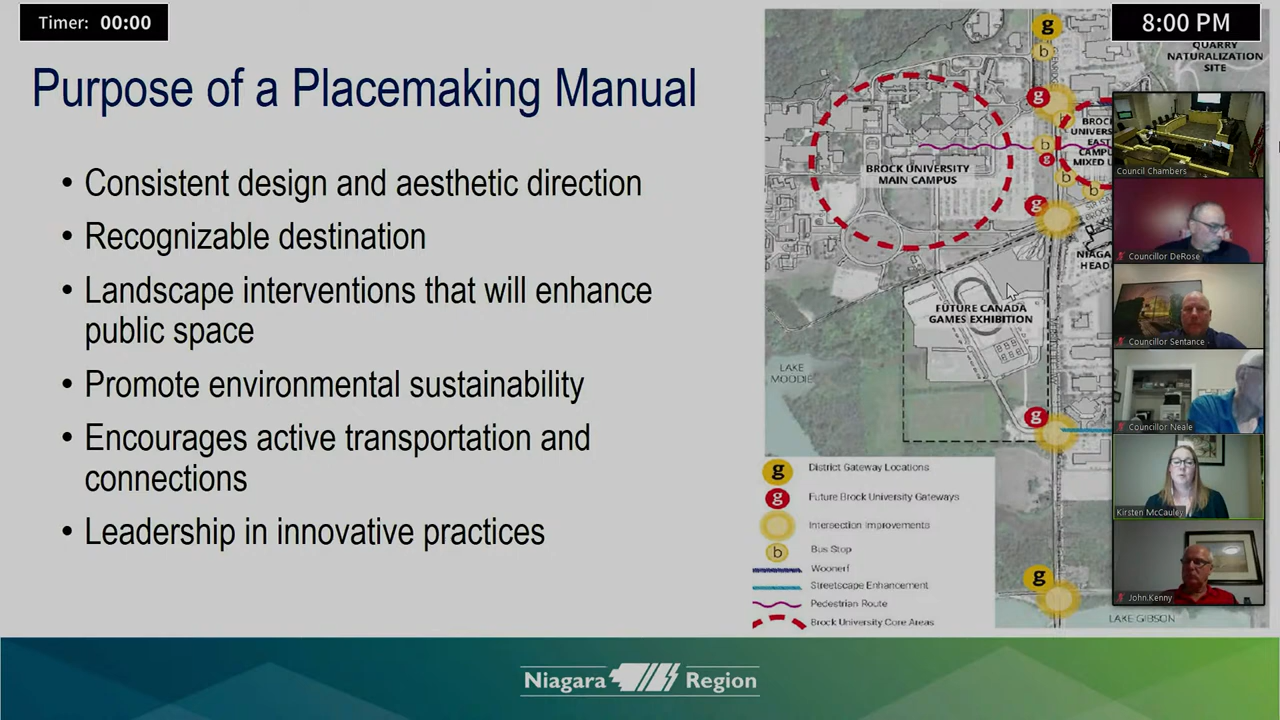 Timer: 00:00
8:00 PM
Purpose of a Placemaking Manual
• Consistent design and aesthetic direction
• Recognizable destination
• Landscape interventions that will enhance
public space
• Promote environmental sustainability
• Encourages active transportation and
connections
• Leadership in innovative practices
g
b
QUARRY
NATURALIZATION
SITE
g
BROCK UNIVERSITY
MAIN CAMPUS
b
g
b
b
g
FUTURE CANADA
GAMES EXHIBITION
LAKE
MOODIE
g
g
LAKE GIBSON
g District Gateway Locations
g Future Brock University Gateways
Intersection Improvements
b Bus Stop
Woonerf
Streetscape Enhancement
Pedestrian Route
Brock University Core Areas
Council Chambers
Councillor DeRose
Councillor Sentance
Councillor Neale
Kirsten McCauley
John Kenny
Niagara Region